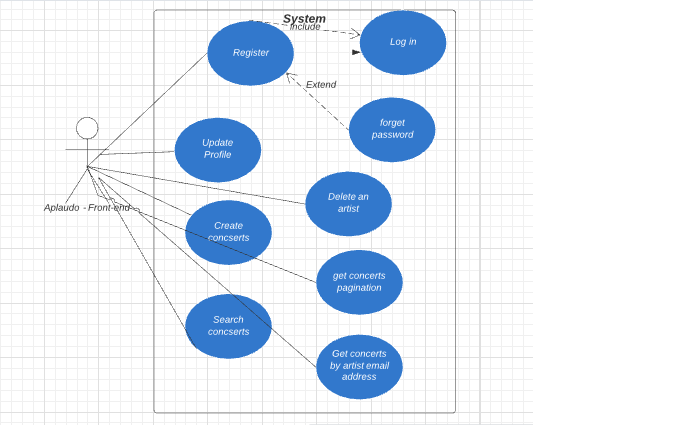 System
Include
Register
Log in
Extend
forget
password
Update
Profile
Delete an
artist
Aplaudo - Front-end
Create
concserts
get concerts
pagination
Search
concserts
Get concerts
by artist email
address